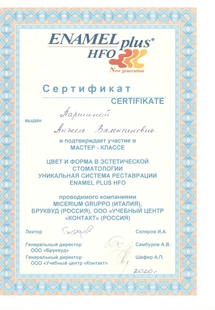 ENAMEL plus®
HFO
New generation
Сертификат
CERTIFIKATE
выдан
и подтверждает участие в
МАСТЕР - КЛАССЕ
ЦВЕТ И ФОРМА В ЭСТЕТИЧЕСКОЙ
СТОМАТОЛОГИИ
УНИКАЛЬНАЯ СИСТЕМА РЕСТАВРАЦИИ
ENAMEL PLUS HFO
проводимого компаниями
MICERIUM GRUPPO (ИТАЛИЯ),
БРУКВУД (РОССИЯ), ООО «УЧЕБНЫЙ ЦЕНТР
«КОНТАКТ» (РОССИЯ)
Лектор Скляров И.А.
Генеральный директор Самбуров А.В.
ООО «Бруквуд»
Генеральный директор Шафер А.Л.
ООО «Учебный центр «Контакт»